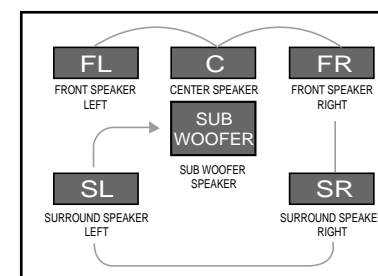 FL
C
FR
FRONT SPEAKER
LEFT
CENTER SPEAKER
FRONT SPEAKER
RIGHT
SUB
WOOFER
SUB WOOFER
SPEAKER
SL
SR
SURROUND SPEAKER
LEFT
SURROUND SPEAKE
RIGHT